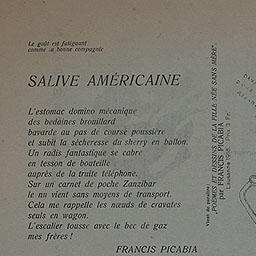 Le goût est fatigant
comme la bonne compagnie
SALIVE AMÉRICAINE
L'estomac domino mécanique
des bedaines brouillard
bavarde au pas de course poussière
et subit la sécheresse du sherry en ballon.
Un radis fantastique se cabre
en tesson de bouteille
auprès de la truite téléphone.
Sur un carnet de poche Zanzibar
le nu vient sans moyens de transport.
Cela me rappelle les nœuds de cravates
seuls en wagon.
L'escalier tousse avec le bec de gaz
mes frères !
FRANCIS PICABIA
Vient de paraître :
"POÈMES ET DESSINS DE LA FILLE NÉE SANS MÈRE"
par FRANCIS PICABIA
Lausanne 1918. Prix 3 Fr.